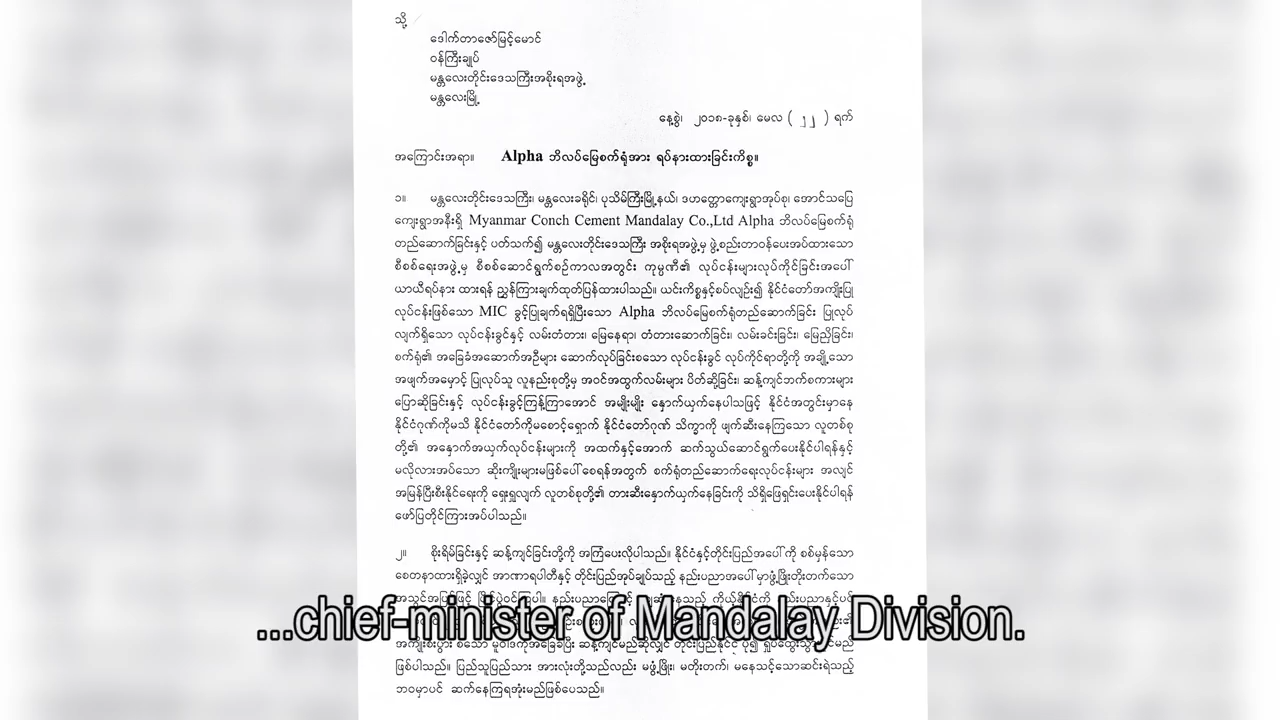 သို့
ဒေါက်တာဇော်မြင့်မောင်
ဝန်ကြီးချုပ်
မန္တလေးတိုင်းဒေသကြီးအစိုးရအဖွဲ့
မန္တလေးမြို့
နေ့စွဲ၊ ၂၀၁၈-ခုနှစ်၊ မေလ ( ၂၂ ) ရက်
အကြောင်းအရာ။ Alpha ဘိလပ်မြေစက်ရုံအား ရပ်နားထားခြင်းကိစ္စ။
၁။ မန္တလေးတိုင်းဒေသကြီး၊ မန္တလေးခရိုင်၊ ပုသိမ်ကြီးမြို့နယ်၊ ဒဟတ္တောကျေးရွာအုပ်စု၊ အောင်သပြေ
ကျေးရွာအနီးရှိ Myanmar Conch Cement Mandalay Co.,Ltd Alpha ဘိလပ်မြေစက်ရုံ
တည်ဆောက်ခြင်းနှင့် ပတ်သက်၍ မန္တလေးတိုင်းဒေသကြီး အစိုးရအဖွဲ့မှ ဖွဲ့စည်းတာဝန်ပေးအပ်ထားသော
စီစစ်ရေးအဖွဲ့မှ စီစစ်ဆောင်ရွက်စဉ်ကာလအတွင်း ကုမ္ပဏီ၏ လုပ်ငန်းများလုပ်ကိုင်ခြင်းအပေါ်
ယာယီရပ်နား ထားရန် ညွှန်ကြားချက်ထုတ်ပြန်ထားပါသည်။ ယင်းကိစ္စနှင့်စပ်လျဉ်း၍ နိုင်ငံတော်အကျိုးပြု
လုပ်ငန်းဖြစ်သော MIC ခွင့်ပြုချက်ရရှိပြီးသော Alpha ဘိလပ်မြေစက်ရုံတည်ဆောက်ခြင်း ပြုလုပ်
လျက်ရှိသော လုပ်ငန်းခွင်နှင့် လမ်းတံတား၊ မြေနေရာ၊ တံတားဆောက်ခြင်း၊ လမ်းခင်းခြင်း၊ မြေညှိခြင်း၊
စက်ရုံ၏ အခြေခံအဆောက်အဦများ ဆောက်လုပ်ခြင်းစသော လုပ်ငန်းခွင် လုပ်ကိုင်ရာတို့ကို အချို့သော
အဖျက်အမှောင့် ပြုလုပ်သူ လူနည်းစုတို့မှ အဝင်အထွက်လမ်းများ ပိတ်ဆို့ခြင်း၊ ဆန့်ကျင်ဘက်စကားများ
ပြောဆိုခြင်းနှင့် လုပ်ငန်းခွင့်ကြန့်ကြာအောင် အမျိုးမျိုး နှောက်ယှက်နေပါသဖြင့် နိုင်ငံအတွင်းမှာနေ
နိုင်ငံဂုဏ်ကိုမသိ နိုင်ငံတော်ကိုမစောင့်ရှောက် နိုင်ငံတော်ဂုဏ် သိက္ခာကို ဖျက်ဆီးနေကြသော လူတစ်စု
တို့၏ အနှောက်အယှက်လုပ်ငန်းများကို အထက်နှင့်အောက် ဆက်သွယ်ဆောင်ရွက်ပေးနိုင်ပါရန်နှင့်
မလိုလားအပ်သော ဆိုးကျိုးများမဖြစ်ပေါ်စေရန်အတွက် စက်ရုံတည်ဆောက်ရေးလုပ်ငန်းများ အလျင်
အမြန်ပြီးစီးနိုင်ရေးကို ရှေးရှုလျက် လူတစ်စုတို့၏ တားဆီးနှောက်ယှက်နေခြင်းကို သိရှိဖြေရှင်းပေးနိုင်ပါရန်
ဖော်ပြတိုင်ကြားအပ်ပါသည်။
၂။ စိုးရိမ်ခြင်းနှင့် ဆန့်ကျင်ခြင်းတို့ကို အကြံပေးလိုပါသည်။ နိုင်ငံနှင့်တိုင်းပြည်အပေါ်ကို စစ်မှန်သော
စေတနာထားရှိခဲ့လျှင် အာဏာရပါတီနှင့် တိုင်းပြည်အုပ်ချုပ်သည့် နည်းပညာအပေါ်မှာဖွံ့ဖြိုးတိုးတက်သော
...chief-minister of Mandalay Division.
အကျိုးစီးပွား စသော မူဝါဒကိုအခြေခံပြီး ဆန့်ကျင်မည်ဆိုလျှင် တိုင်းပြည်နှင့်
ဖြစ်ပါသည်။ ပြည်သူပြည်သား အားလုံးတို့သည်လည်း မဖွံ့ဖြိုး၊ မတိုးတက်၊ မနေသင့်သောဆင်းရဲသည့်
ဘဝမှာပင် ဆက်နေကြရအုံးမည်ဖြစ်ပေသည်။